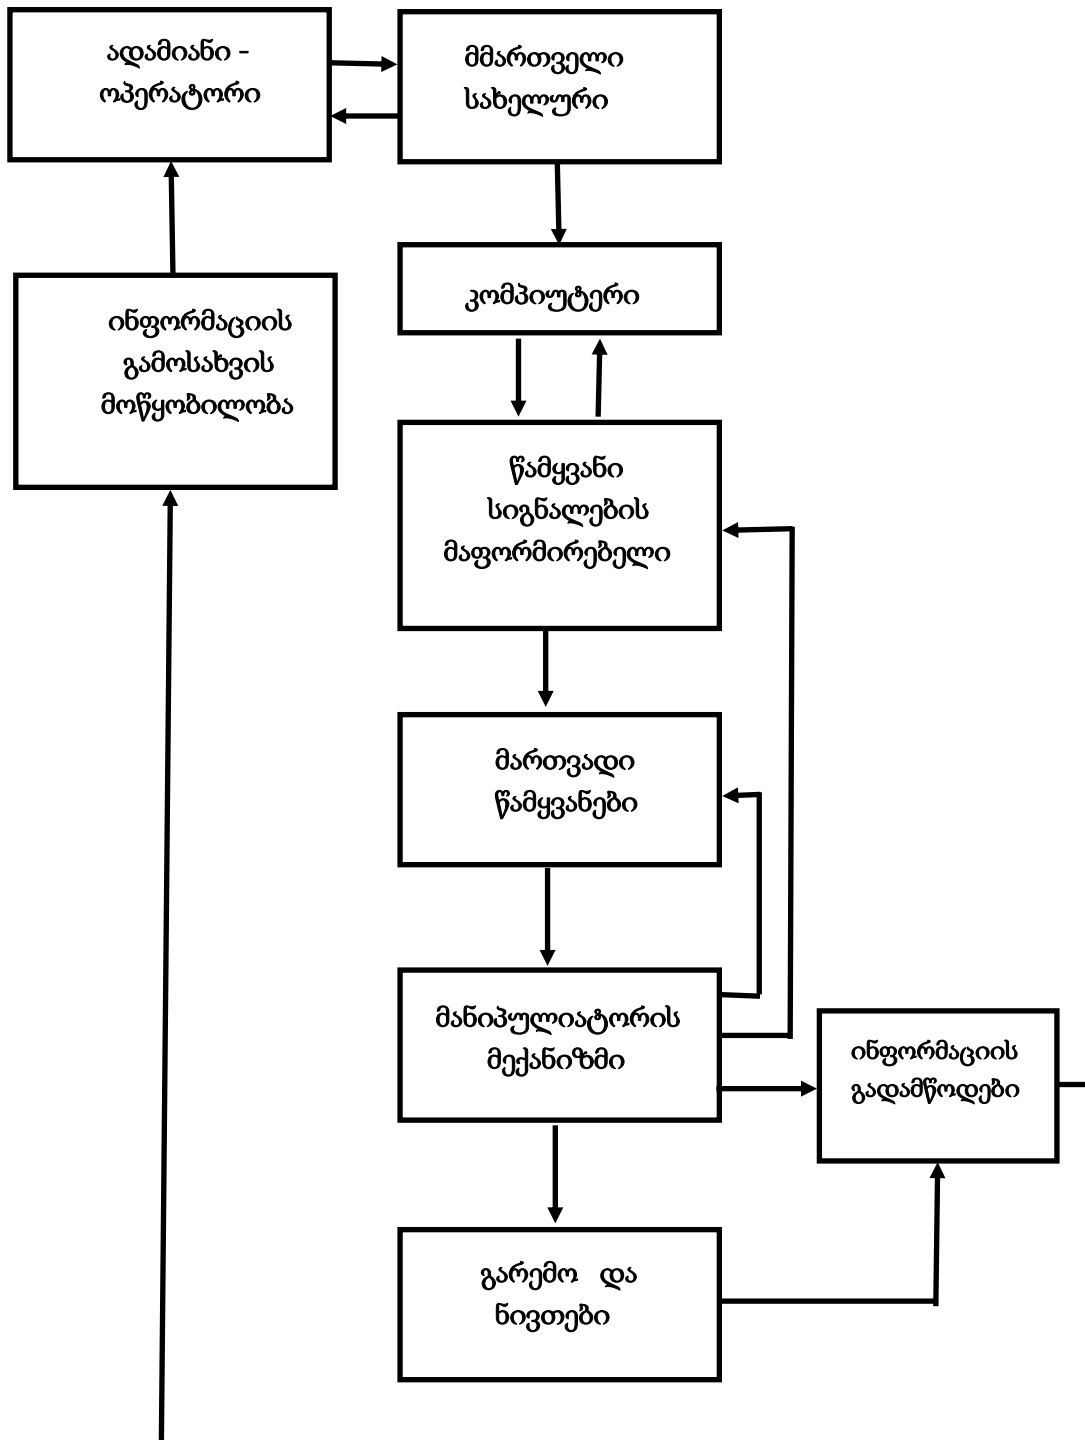 ადამიანი -
ოპერატორი
მმართველი
სახელური
კომპიუტერი
ინფორმაციის
გამოსახვის
მოწყობილობა
წამყვანი
სიგნალების
მაფორმირებელი
მართვადი
წამყვანები
მანიპულიატორის
მექანიზმი
ინფორმაციის
გადამწოდები
გარემო და
ნივთები